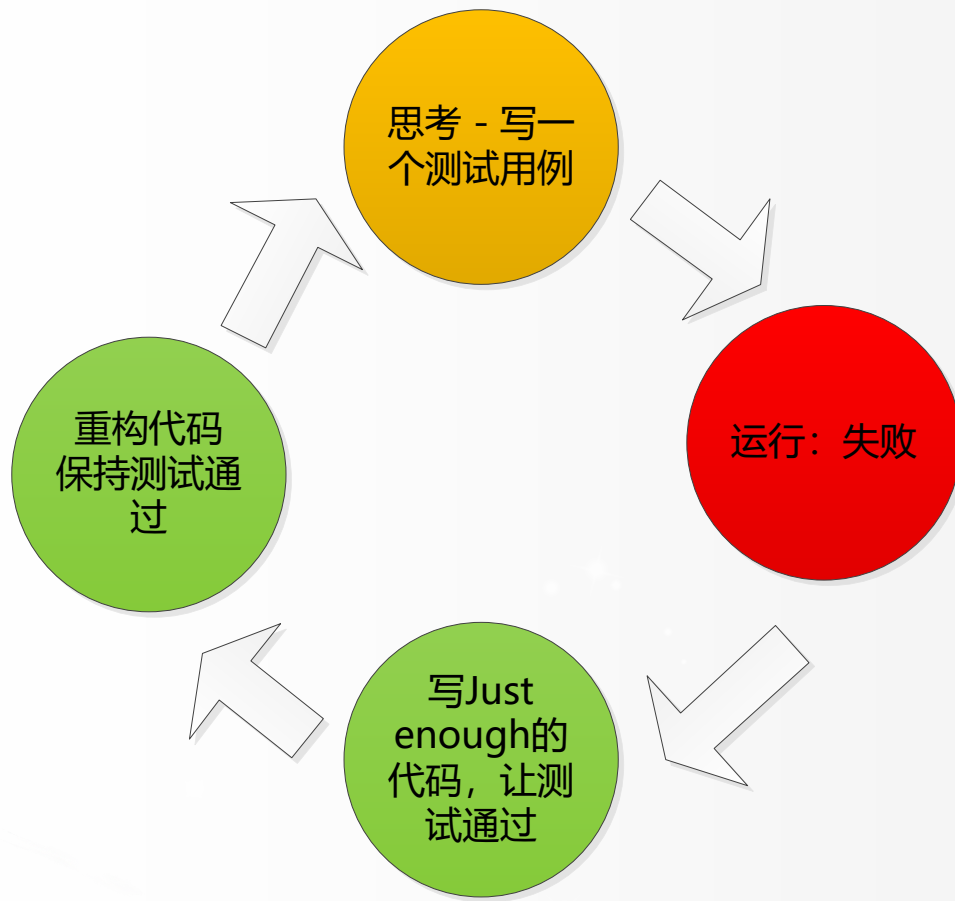 思考 - 写一
个测试用例
运行：失败
写Just
enough的
代码，让测
试通过
重构代码
保持测试通
过